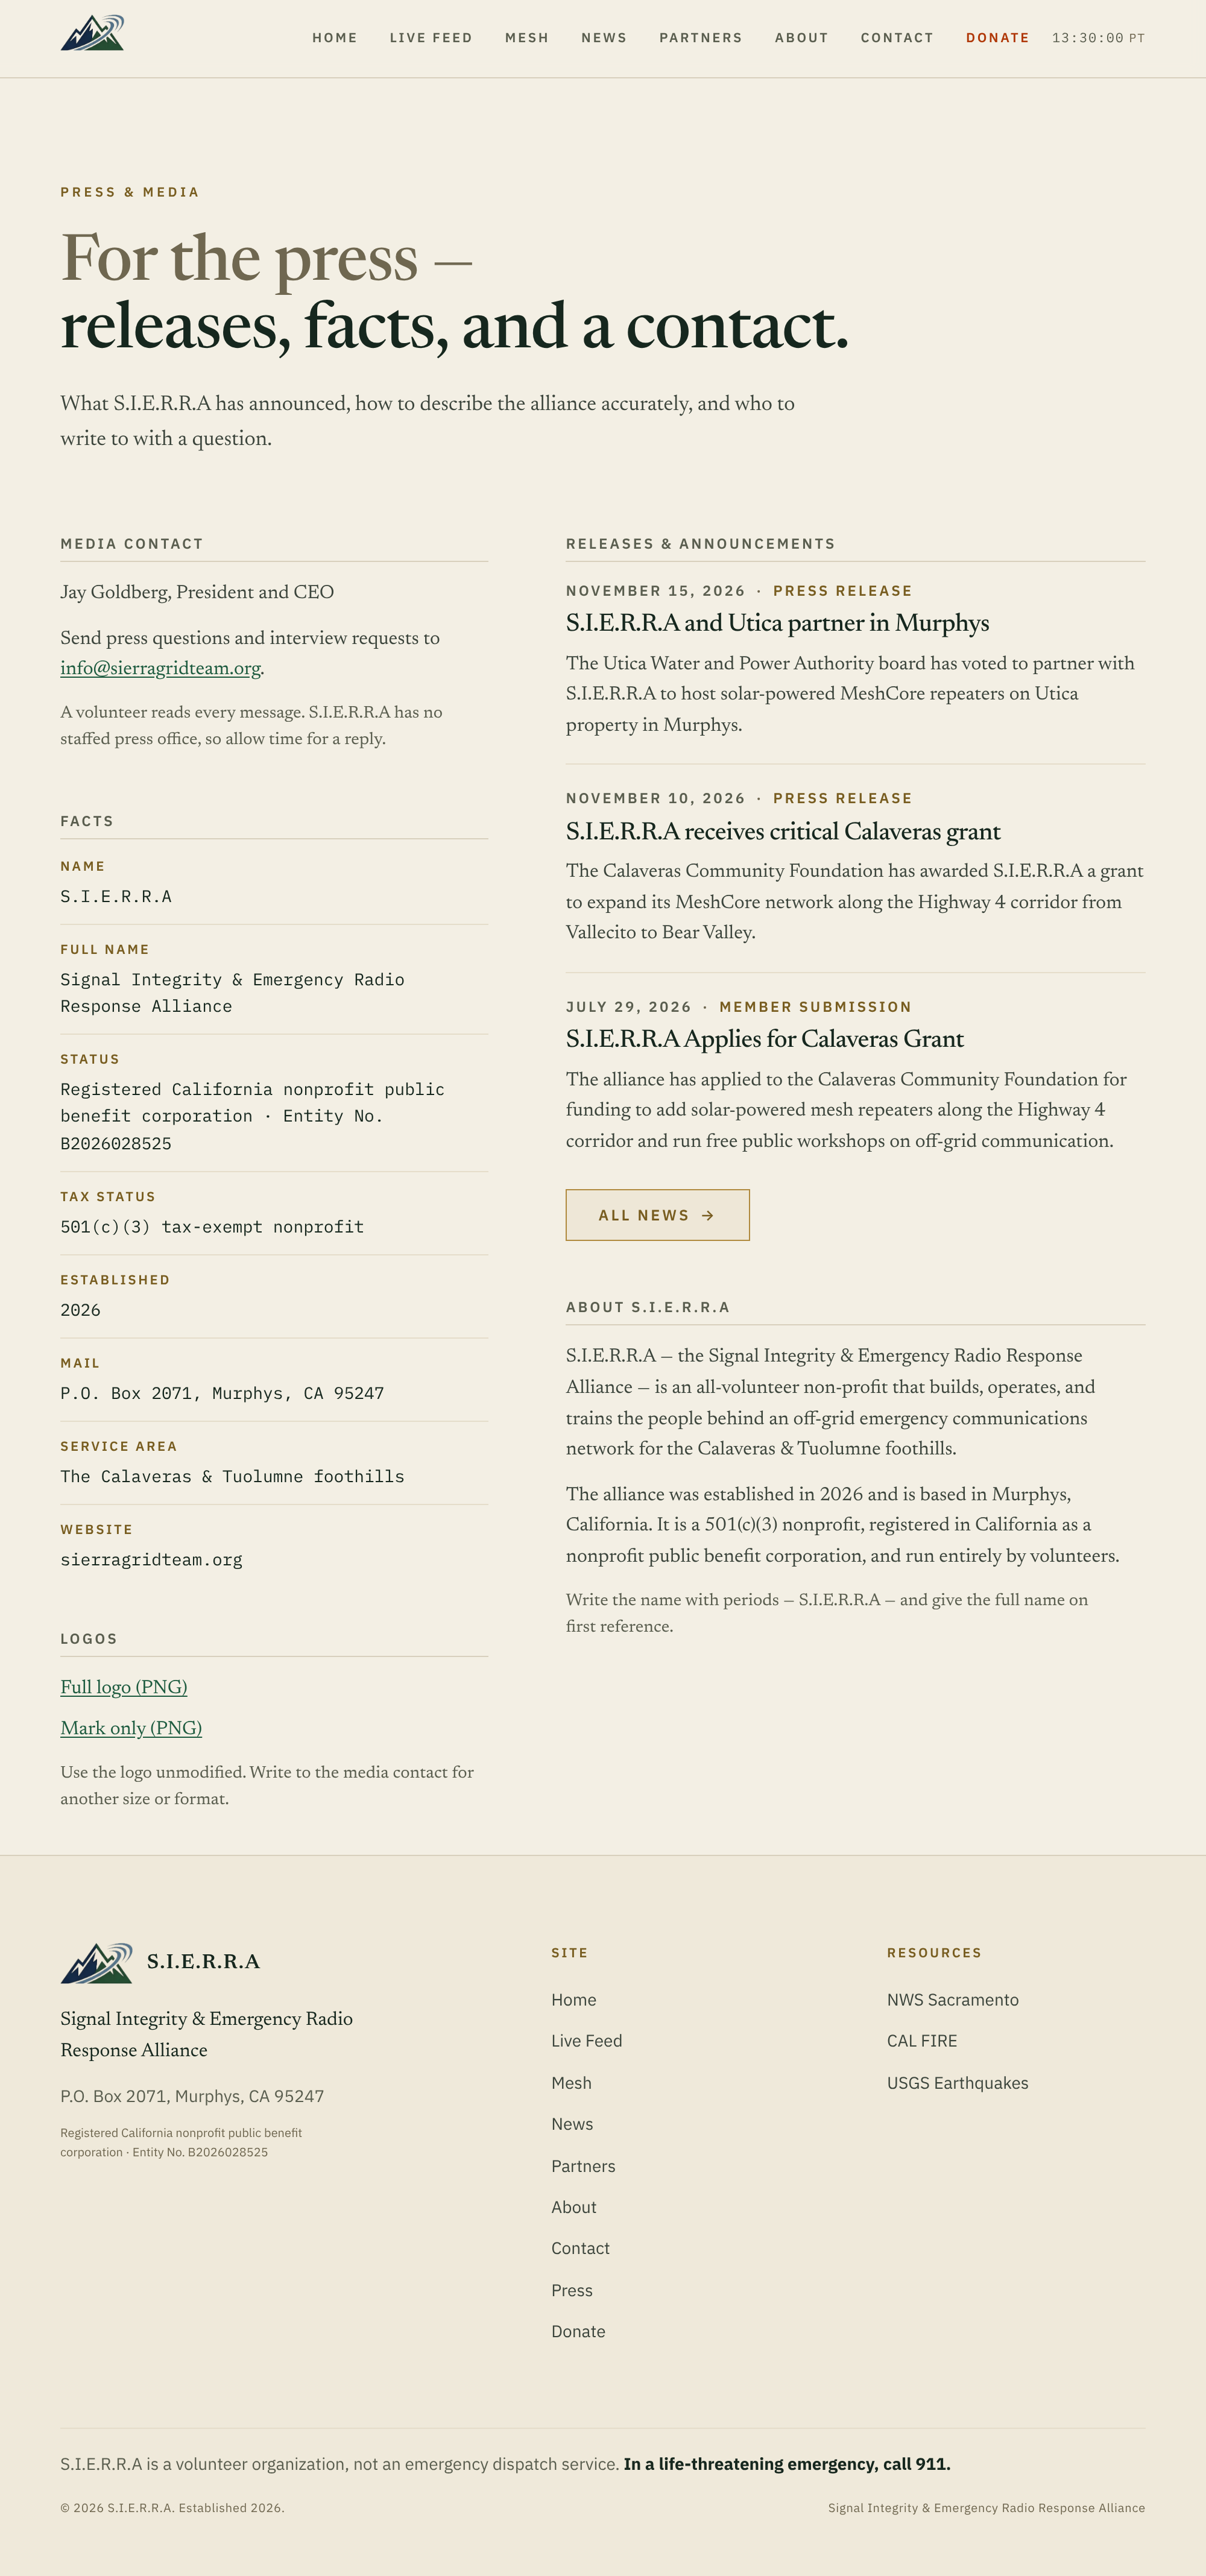 HOME LIVE FEED MESH NEWS PARTNERS ABOUT CONTACT DONATE 13:30:00 PT
PRESS & MEDIA
For the press —
releases, facts, and a contact.
What S.I.E.R.R.A has announced, how to describe the alliance accurately, and who to
write to with a question.
MEDIA CONTACT
Jay Goldberg, President and CEO
Send press questions and interview requests to
info@sierragridteam.org.
A volunteer reads every message. S.I.E.R.R.A has no
staffed press office, so allow time for a reply.
FACTS
NAME
S.I.E.R.R.A
FULL NAME
Signal Integrity & Emergency Radio
Response Alliance
STATUS
Registered California nonprofit public
benefit corporation · Entity No.
B2026028525
TAX STATUS
501(c)(3) tax-exempt nonprofit
ESTABLISHED
2026
MAIL
P.O. Box 2071, Murphys, CA 95247
SERVICE AREA
The Calaveras & Tuolumne foothills
WEBSITE
sierragridteam.org
LOGOS
Full logo (PNG)
Mark only (PNG)
Use the logo unmodified. Write to the media contact for
another size or format.
RELEASES & ANNOUNCEMENTS
NOVEMBER 15, 2026 · PRESS RELEASE
S.I.E.R.R.A and Utica partner in Murphys
The Utica Water and Power Authority board has voted to partner with
S.I.E.R.R.A to host solar-powered MeshCore repeaters on Utica
property in Murphys.
NOVEMBER 10, 2026 · PRESS RELEASE
S.I.E.R.R.A receives critical Calaveras grant
The Calaveras Community Foundation has awarded S.I.E.R.R.A a grant
to expand its MeshCore network along the Highway 4 corridor from
Vallecito to Bear Valley.
JULY 29, 2026 · MEMBER SUBMISSION
S.I.E.R.R.A Applies for Calaveras Grant
The alliance has applied to the Calaveras Community Foundation for
funding to add solar-powered mesh repeaters along the Highway 4
corridor and run free public workshops on off-grid communication.
ALL NEWS →
ABOUT S.I.E.R.R.A
S.I.E.R.R.A — the Signal Integrity & Emergency Radio Response
Alliance — is an all-volunteer non-profit that builds, operates, and
trains the people behind an off-grid emergency communications
network for the Calaveras & Tuolumne foothills.
The alliance was established in 2026 and is based in Murphys,
California. It is a 501(c)(3) nonprofit, registered in California as a
nonprofit public benefit corporation, and run entirely by volunteers.
Write the name with periods — S.I.E.R.R.A — and give the full name on
first reference.
S.I.E.R.R.A
Signal Integrity & Emergency Radio
Response Alliance
P.O. Box 2071, Murphys, CA 95247
Registered California nonprofit public benefit
corporation · Entity No. B2026028525
SITE
Home
Live Feed
Mesh
News
Partners
About
Contact
Press
Donate
RESOURCES
NWS Sacramento
CAL FIRE
USGS Earthquakes
S.I.E.R.R.A is a volunteer organization, not an emergency dispatch service. In a life-threatening emergency, call 911.
© 2026 S.I.E.R.R.A. Established 2026.
Signal Integrity & Emergency Radio Response Alliance